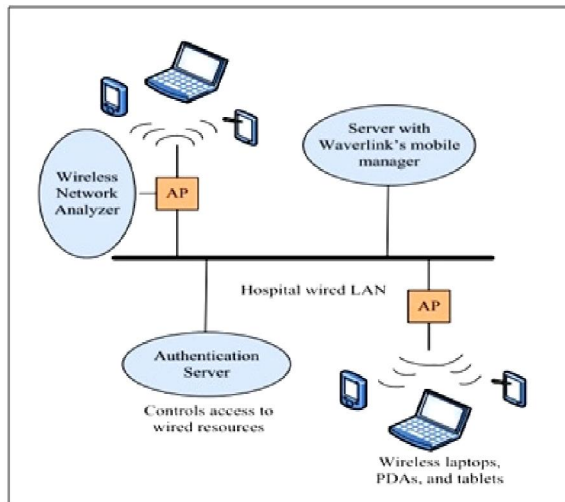 Server with
Waverlink's mobile
manager
Wireless
Network
Analyzer
AP
Hospital wired LAN
AP
Authentication
Server
Controls access to
wired resources
Wireless laptops,
PDAs, and tablets